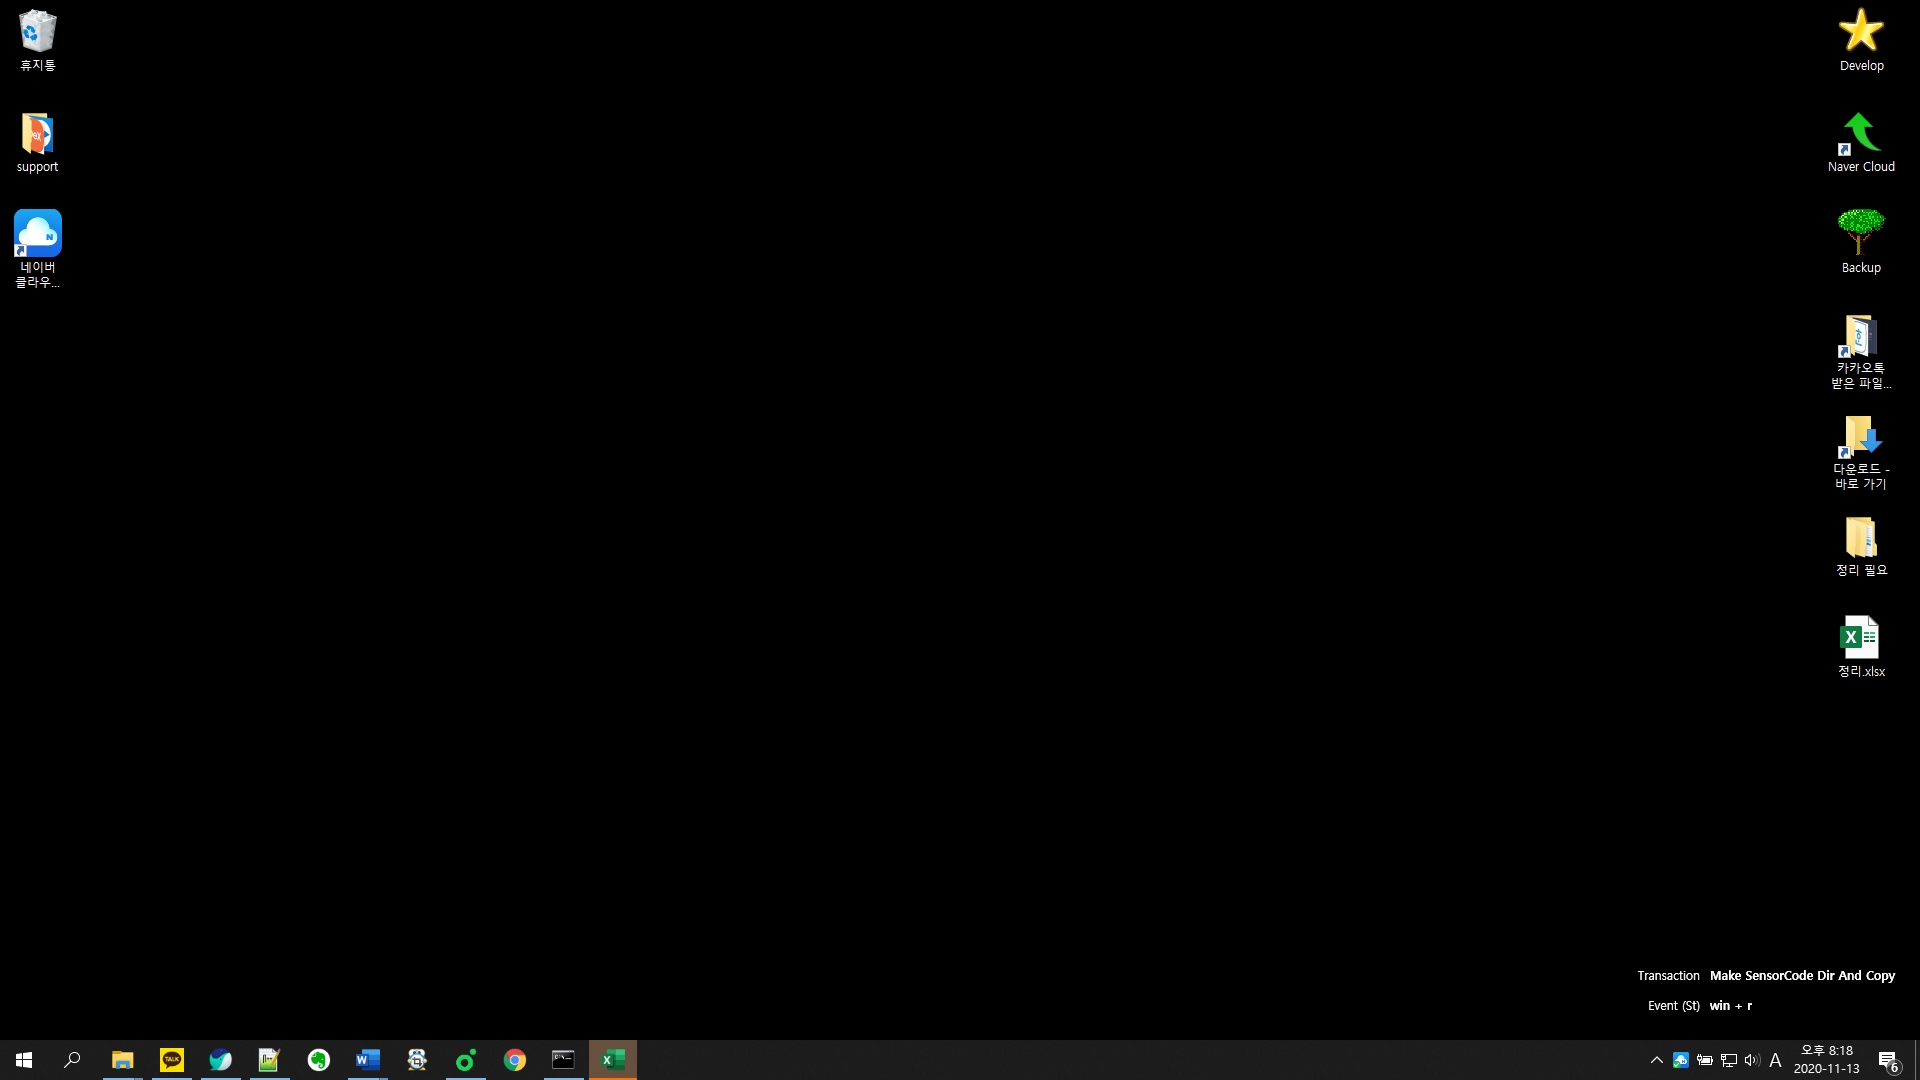 휴지통
support
네이버
클라우...
Develop
Naver Cloud
Backup
카카오톡
받은 파일...
다운로드 -
바로 가기
정리 필요
정리.xlsx
Transaction Make SensorCode Dir And Copy
Event (St) win + r
TALK
A
오후 8:18
2020-11-13
6